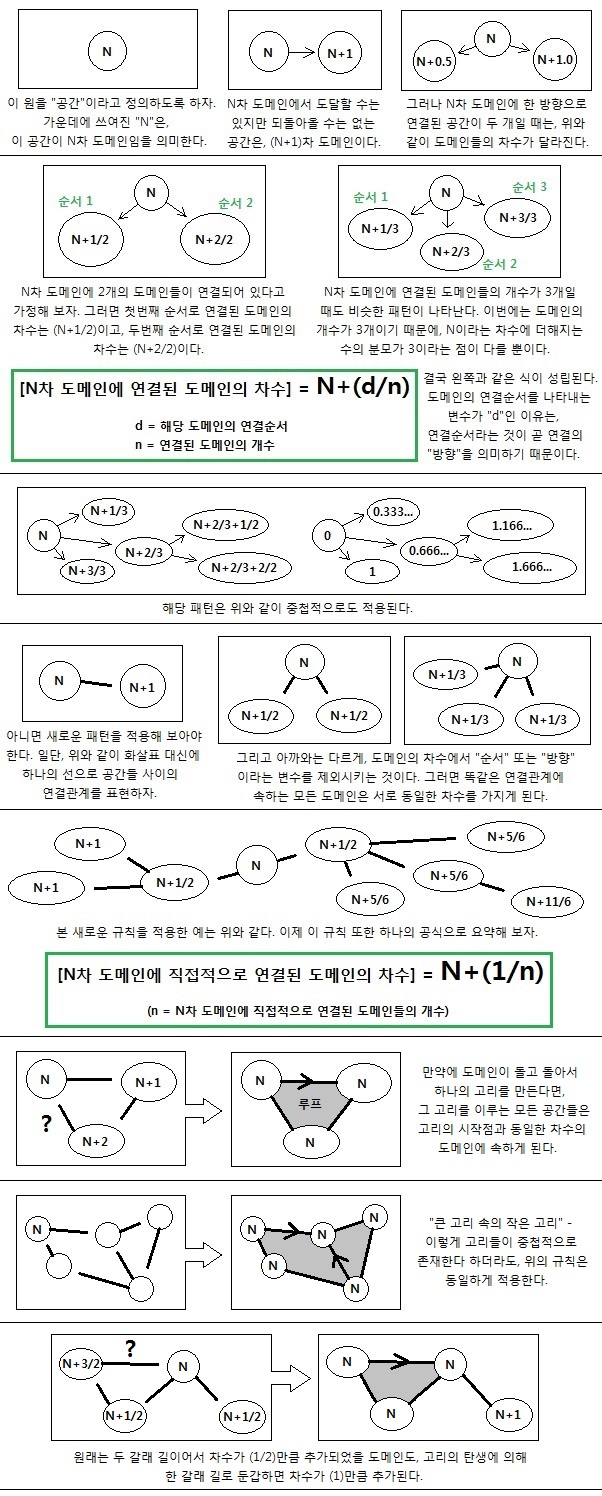 N
N
N+1
N
N+0.5
N+1.0
이 원을 "공간"이라고 정의하도록 하자.
가운데에 쓰여진 "N"은,
이 공간이 N차 도메인임을 의미한다.
N차 도메인에서 도달할 수는
있지만 되돌아올 수는 없는
공간은, (N+1)차 도메인이다.
그러나 N차 도메인에 한 방향으로
연결된 공간이 두 개일 때는, 위와
같이 도메인들의 차수가 달라진다.
순서 1
N
순서 2
N+1/2
N+2/2
순서 1
N
순서 3
N+1/3
N+3/3
N+2/3
순서 2
N차 도메인에 2개의 도메인들이 연결되어 있다고
가정해 보자. 그러면 첫번째 순서로 연결된 도메인의
차수는 (N+1/2)이고, 두번째 순서로 연결된 도메인의
차수는 (N+2/2)이다.
N차 도메인에 연결된 도메인들의 개수가 3개일
때도 비슷한 패턴이 나타난다. 이번에는 도메인의
개수가 3개이기 때문에, N이라는 차수에 더해지는
수의 분모가 3이라는 점이 다를 뿐이다.
[N차 도메인에 연결된 도메인의 차수] = N+(d/n)
d = 해당 도메인의 연결순서
n = 연결된 도메인의 개수
결국 왼쪽과 같은 식이 성립된다.
도메인의 연결순서를 나타내는
변수가 "d"인 이유는,
연결순서라는 것이 곧 연결의
"방향"을 의미하기 때문이다.
N+1/3
N
N+2/3+1/2
N+2/3
N+3/3
N+2/3+2/2
0.333...
0
1.166...
0.666...
1
1.666...
해당 패턴은 위와 같이 중첩적으로도 적용된다.
N
N+1
N
N+1/2
N+1/2
N
N+1/3
N+1/3
N+1/3
아니면 새로운 패턴을 적용해 보아야
한다. 일단, 위와 같이 화살표 대신에
하나의 선으로 공간들 사이의
연결관계를 표현하자.
그리고 아까와는 다르게, 도메인의 차수에서 "순서" 또는 "방향"
이라는 변수를 제외시키는 것이다. 그러면 똑같은 연결관계에
속하는 모든 도메인은 서로 동일한 차수를 가지게 된다.
N+1
N+1
N+1/2
N
N+1/2
N+5/6
N+5/6
N+5/6
N+11/6
본 새로운 규칙을 적용한 예는 위와 같다. 이제 이 규칙 또한 하나의 공식으로 요약해 보자.
[N차 도메인에 직접적으로 연결된 도메인의 차수] = N+(1/n)
(n = N차 도메인에 직접적으로 연결된 도메인들의 개수)
N
N+1
?
N+2
N
N
루프
N
만약에 도메인이 돌고 돌아서
하나의 고리를 만든다면,
그 고리를 이루는 모든 공간들은
고리의 시작점과 동일한 차수의
도메인에 속하게 된다.
N
N
N
N
N
N
"큰 고리 속의 작은 고리" -
이렇게 고리들이 중첩적으로
존재한다 하더라도, 위의 규칙은
동일하게 적용한다.
?
N+3/2
N
N+1/2
N+1/2
N
N
N
N+1
원래는 두 갈래 길이어서 차수가 (1/2)만큼 추가되었을 도메인도, 고리의 탄생에 의해
한 갈래 길로 둔갑하면 차수가 (1)만큼 추가된다.